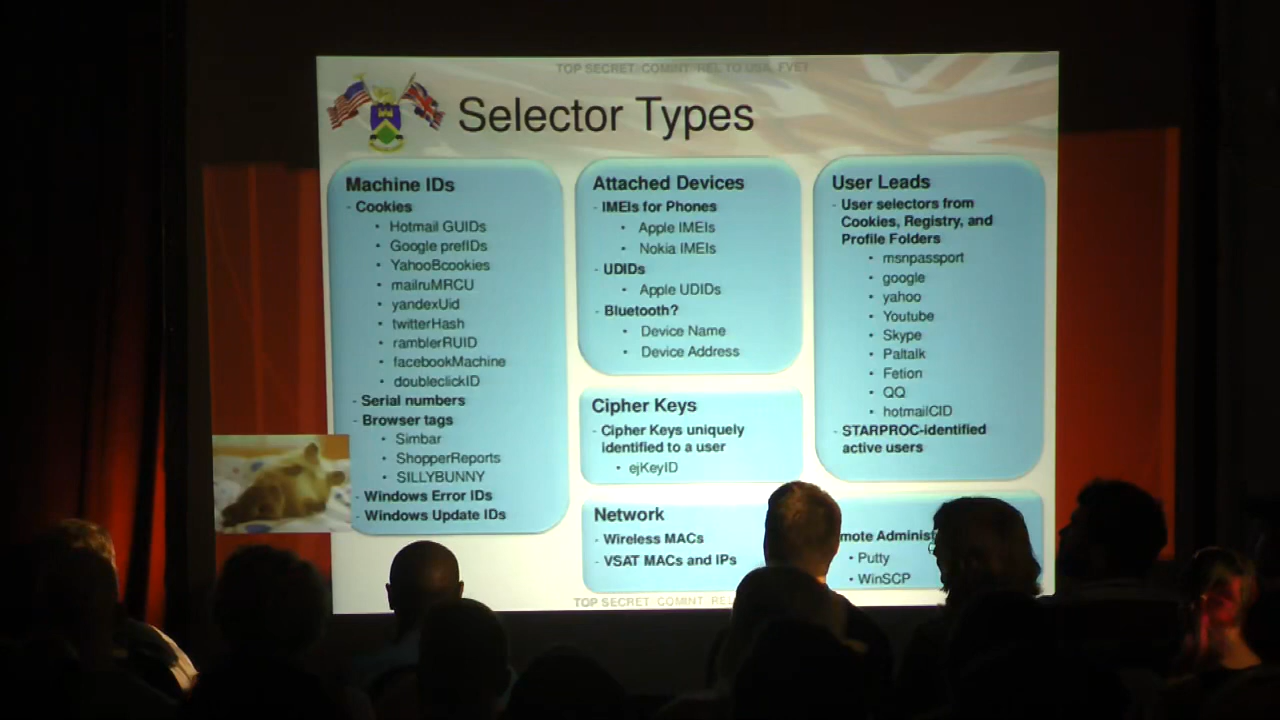 TOP SECRET COMINT REL TO USA, FVEY
Selector Types
Machine IDs
- Cookies
• Hotmail GUIDs
• Google prefIDs
• YahooBcookies
• mailruMRCU
• yandexUid
• twitterHash
• ramblerRUID
• facebookMachine
• doubleclickID
- Serial numbers
- Browser tags
• Simbar
• ShopperReports
• SILLYBUNNY
- Windows Error IDs
- Windows Update IDs
Attached Devices
- IMEIs for Phones
• Apple IMEIs
• Nokia IMEIs
- UDIDs
• Apple UDIDs
- Bluetooth?
• Device Name
• Device Address
Cipher Keys
- Cipher Keys uniquely
identified to a user
• ejKeyID
Network
- Wireless MACs
- VSAT MACs and IPs
User Leads
- User selectors from
Cookies, Registry, and
Profile Folders
• msnpassport
• google
• yahoo
• Youtube
• Skype
• Paltalk
• Fetion
• QQ
• hotmailCID
- STARPROC-identified
active users
mote Administ
• Putty
• WinSCP
TOP SECRET COMINT REL